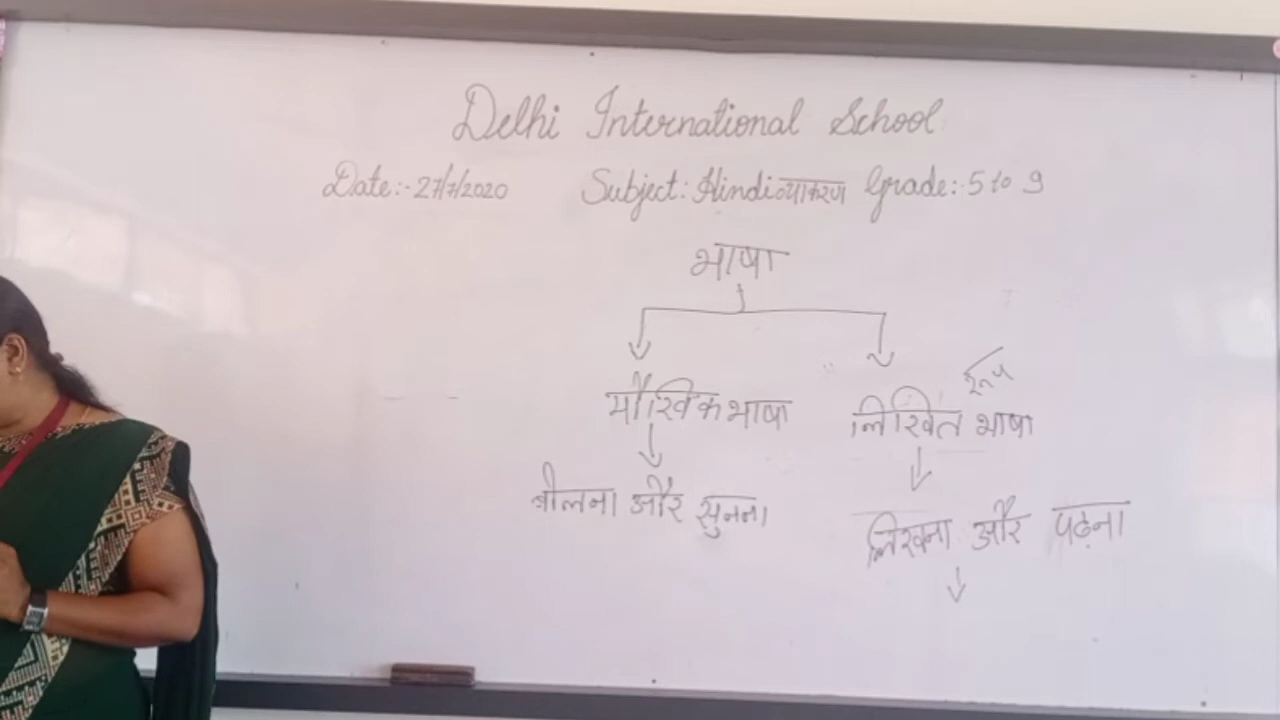 Delhi International School
Date:- 27/7/2020 Subject: Hindi व्याकरण Grade:- 5 to 9
भाषा
रूप
मौखिक भाषा लिखित भाषा
बोलना और सुनना लिखना और पढ़ना